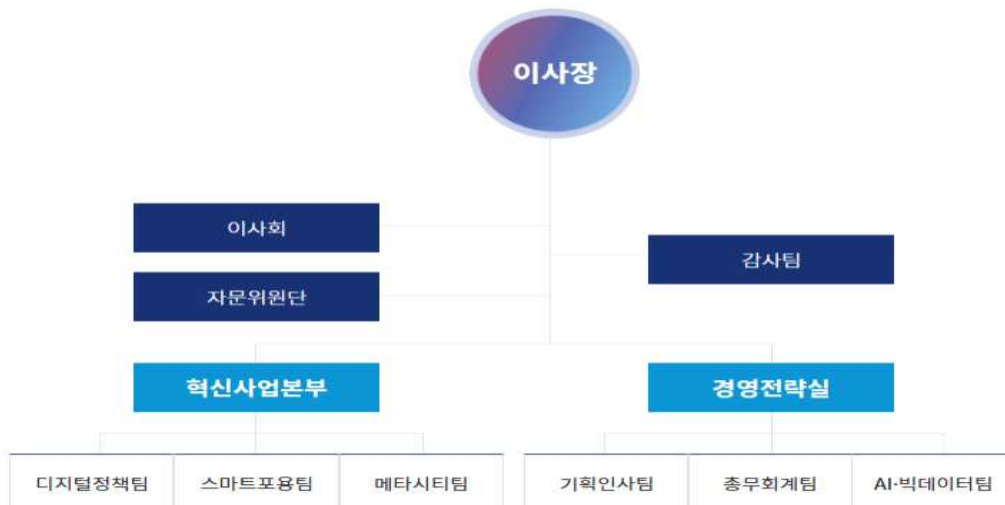 이사장
이사회
감사팀
자문위원단
혁신사업본부
경영전략실
디지털정책팀
스마트포용팀
메타시티팀
기획인사팀
총무회계팀
AI·빅데이터팀